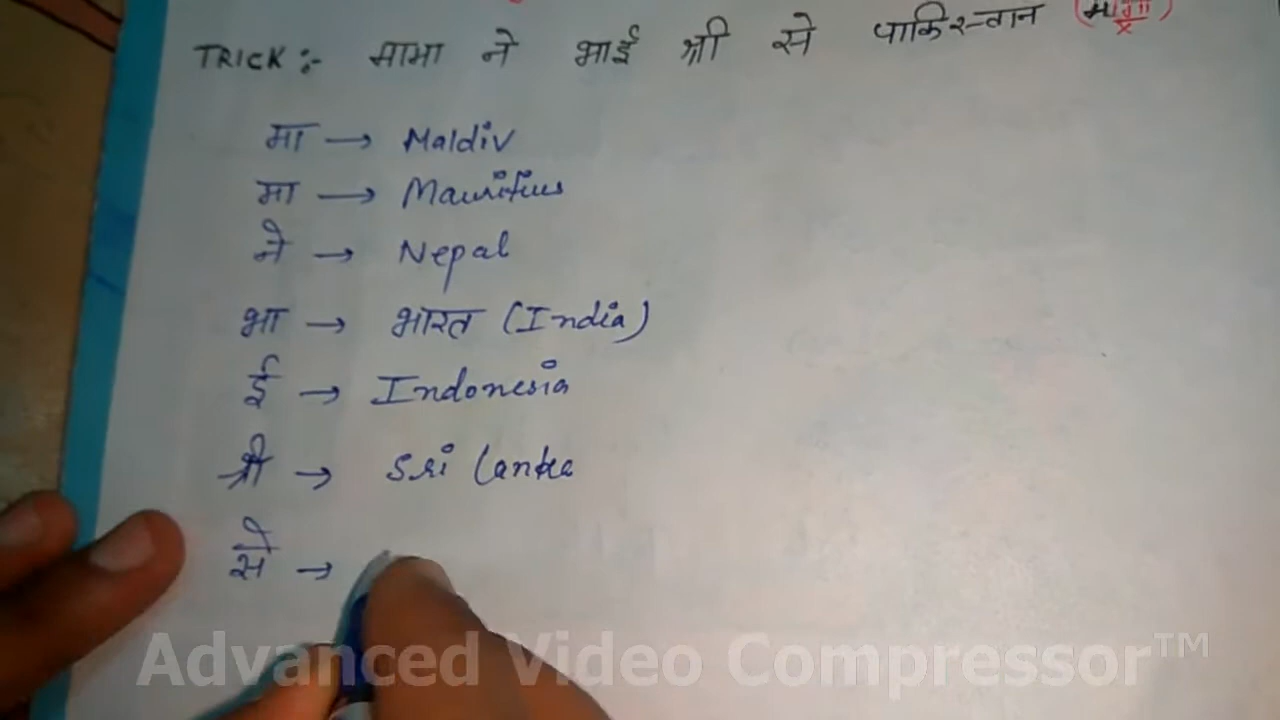 TRICK :- मामा ने भाई श्री से पाकिस्तान
मा → Maldiv
मा → Mauritius
ने → Nepal
भा → भारत (India)
ई → Indonesia
श्री → Sri Lanka
से →
Advanced Video Compressor™